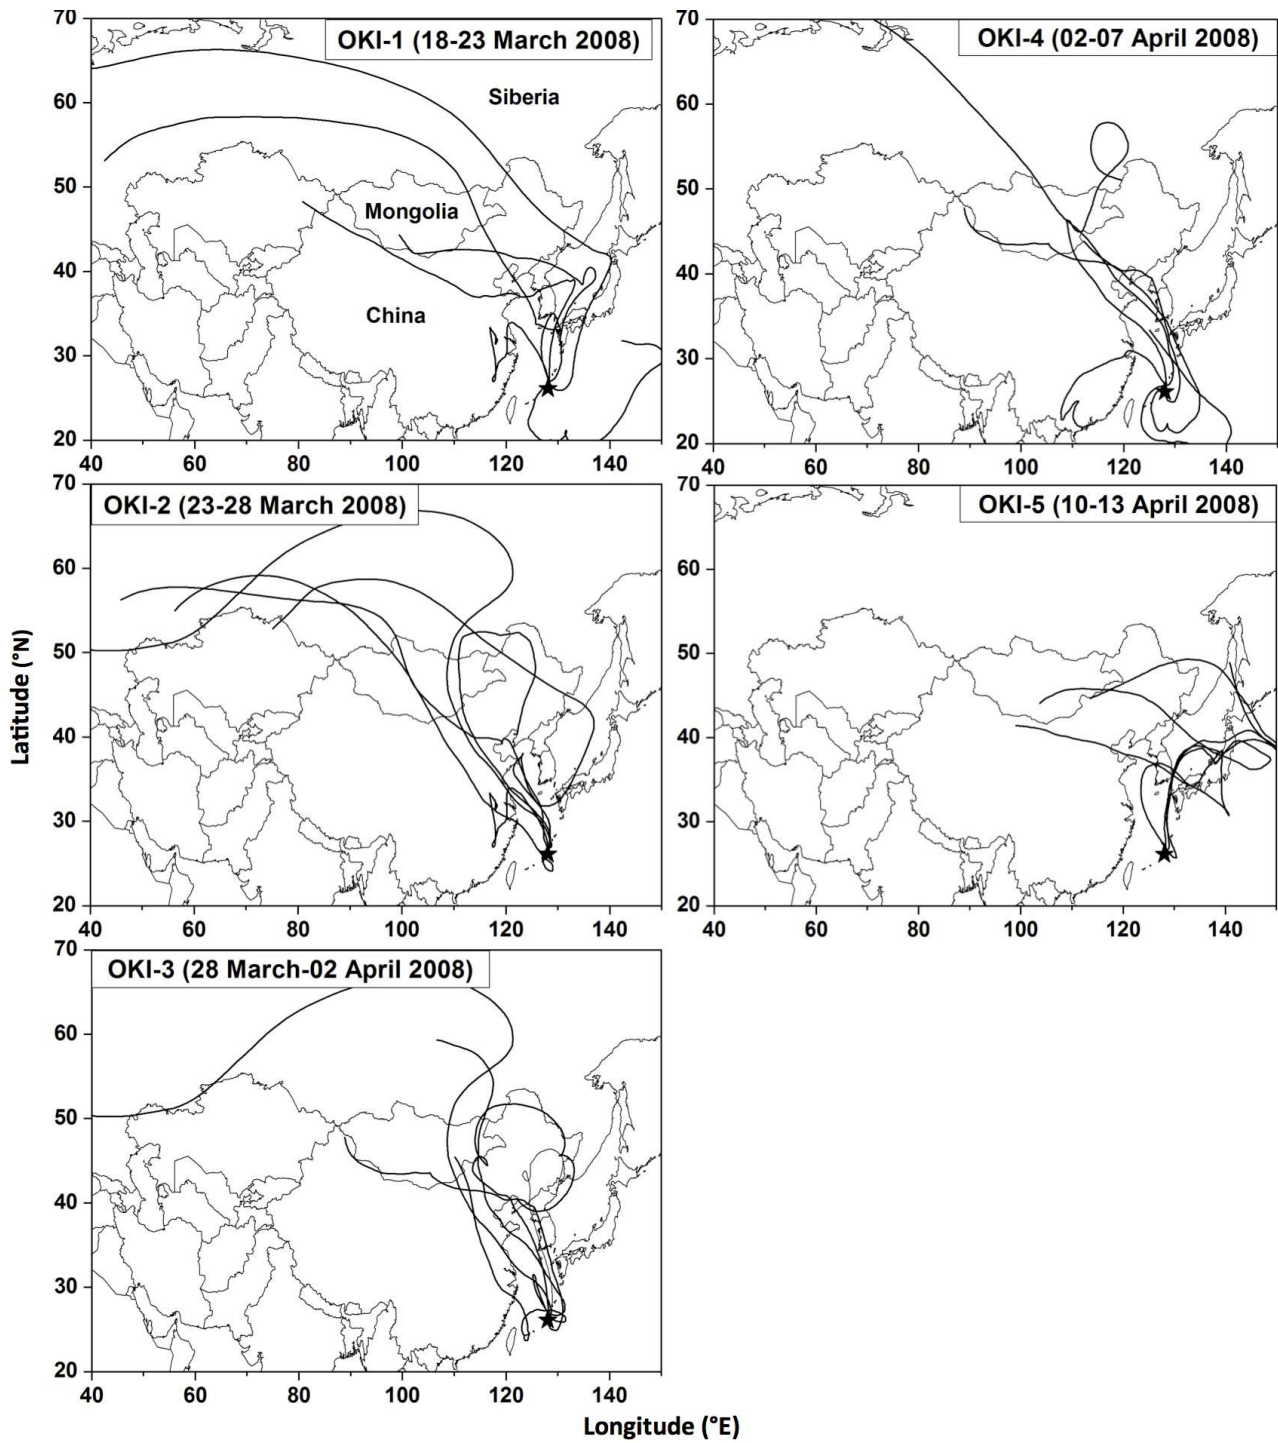 OKI-1 (18-23 March 2008)
Siberia
Mongolia
China
70
60
50
40
30
20
40 60 80 100 120 140
OKI-4 (02-07 April 2008)
70
60
50
40
30
20
40 60 80 100 120 140
OKI-2 (23-28 March 2008)
70
60
50
40
30
20
40 60 80 100 120 140
OKI-5 (10-13 April 2008)
70
60
50
40
30
20
40 60 80 100 120 140
Latitude (°N)
OKI-3 (28 March-02 April 2008)
70
60
50
40
30
20
40 60 80 100 120 140
Longitude (°E)